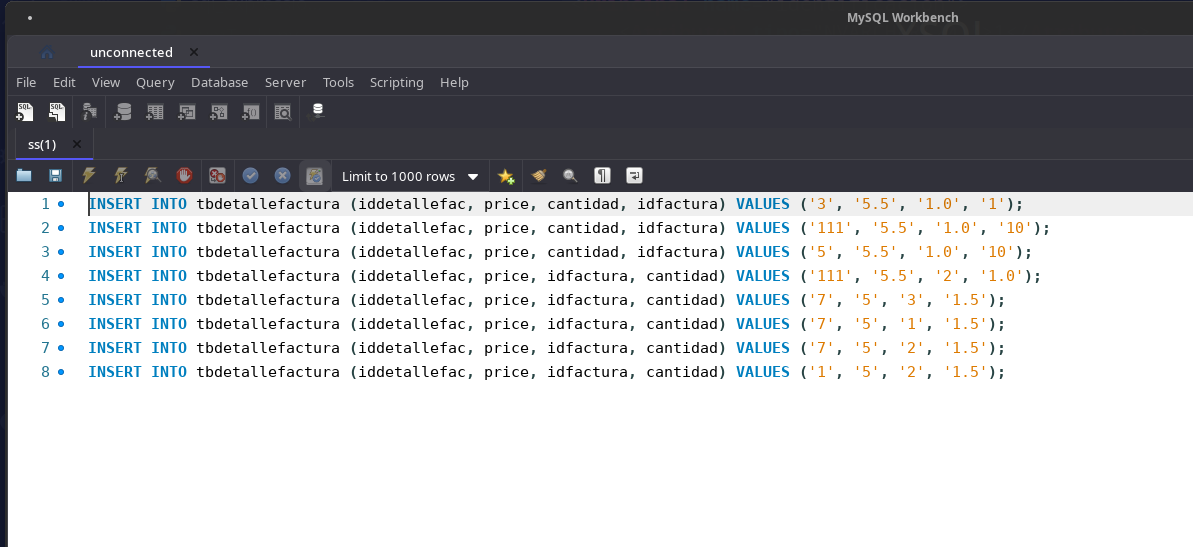 MySQL Workbench
unconnected ×
File Edit View Query Database Server Tools Scripting Help
ss(1) ×
Limit to 1000 rows
1 INSERT INTO tbdetallefactura (iddetallefac, price, cantidad, idfactura) VALUES ('3', '5.5', '1.0', '1');
2 INSERT INTO tbdetallefactura (iddetallefac, price, cantidad, idfactura) VALUES ('111', '5.5', '1.0', '10');
3 INSERT INTO tbdetallefactura (iddetallefac, price, cantidad, idfactura) VALUES ('5', '5.5', '1.0', '10');
4 INSERT INTO tbdetallefactura (iddetallefac, price, idfactura, cantidad) VALUES ('111', '5.5', '2', '1.0');
5 INSERT INTO tbdetallefactura (iddetallefac, price, idfactura, cantidad) VALUES ('7', '5', '3', '1.5');
6 INSERT INTO tbdetallefactura (iddetallefac, price, idfactura, cantidad) VALUES ('7', '5', '1', '1.5');
7 INSERT INTO tbdetallefactura (iddetallefac, price, idfactura, cantidad) VALUES ('7', '5', '2', '1.5');
8 INSERT INTO tbdetallefactura (iddetallefac, price, idfactura, cantidad) VALUES ('1', '5', '2', '1.5');